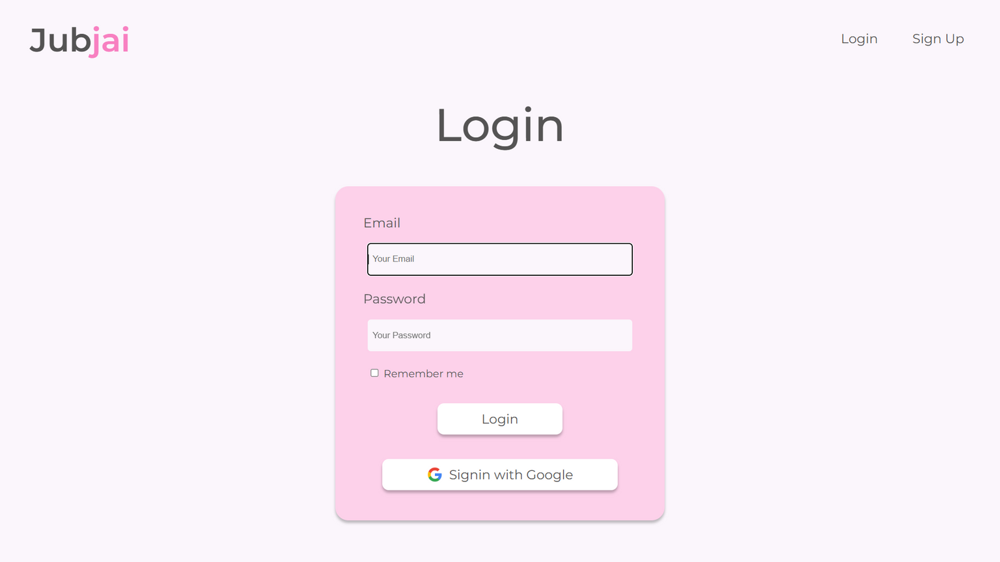 Jubjai
Login
Sign Up
Login
Email
Your Email
Password
Your Password
Remember me
Login
Signin with Google